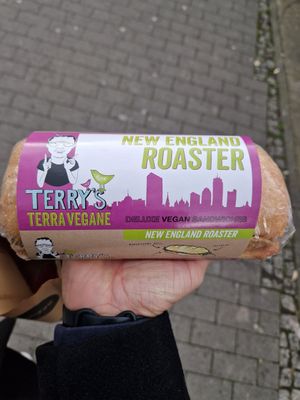 NEW ENGLAND
ROASTER
TERRY'S
TERRA VEGANE
DELUXE VEGAN SANDWICHES
NEW ENGLAND ROASTER